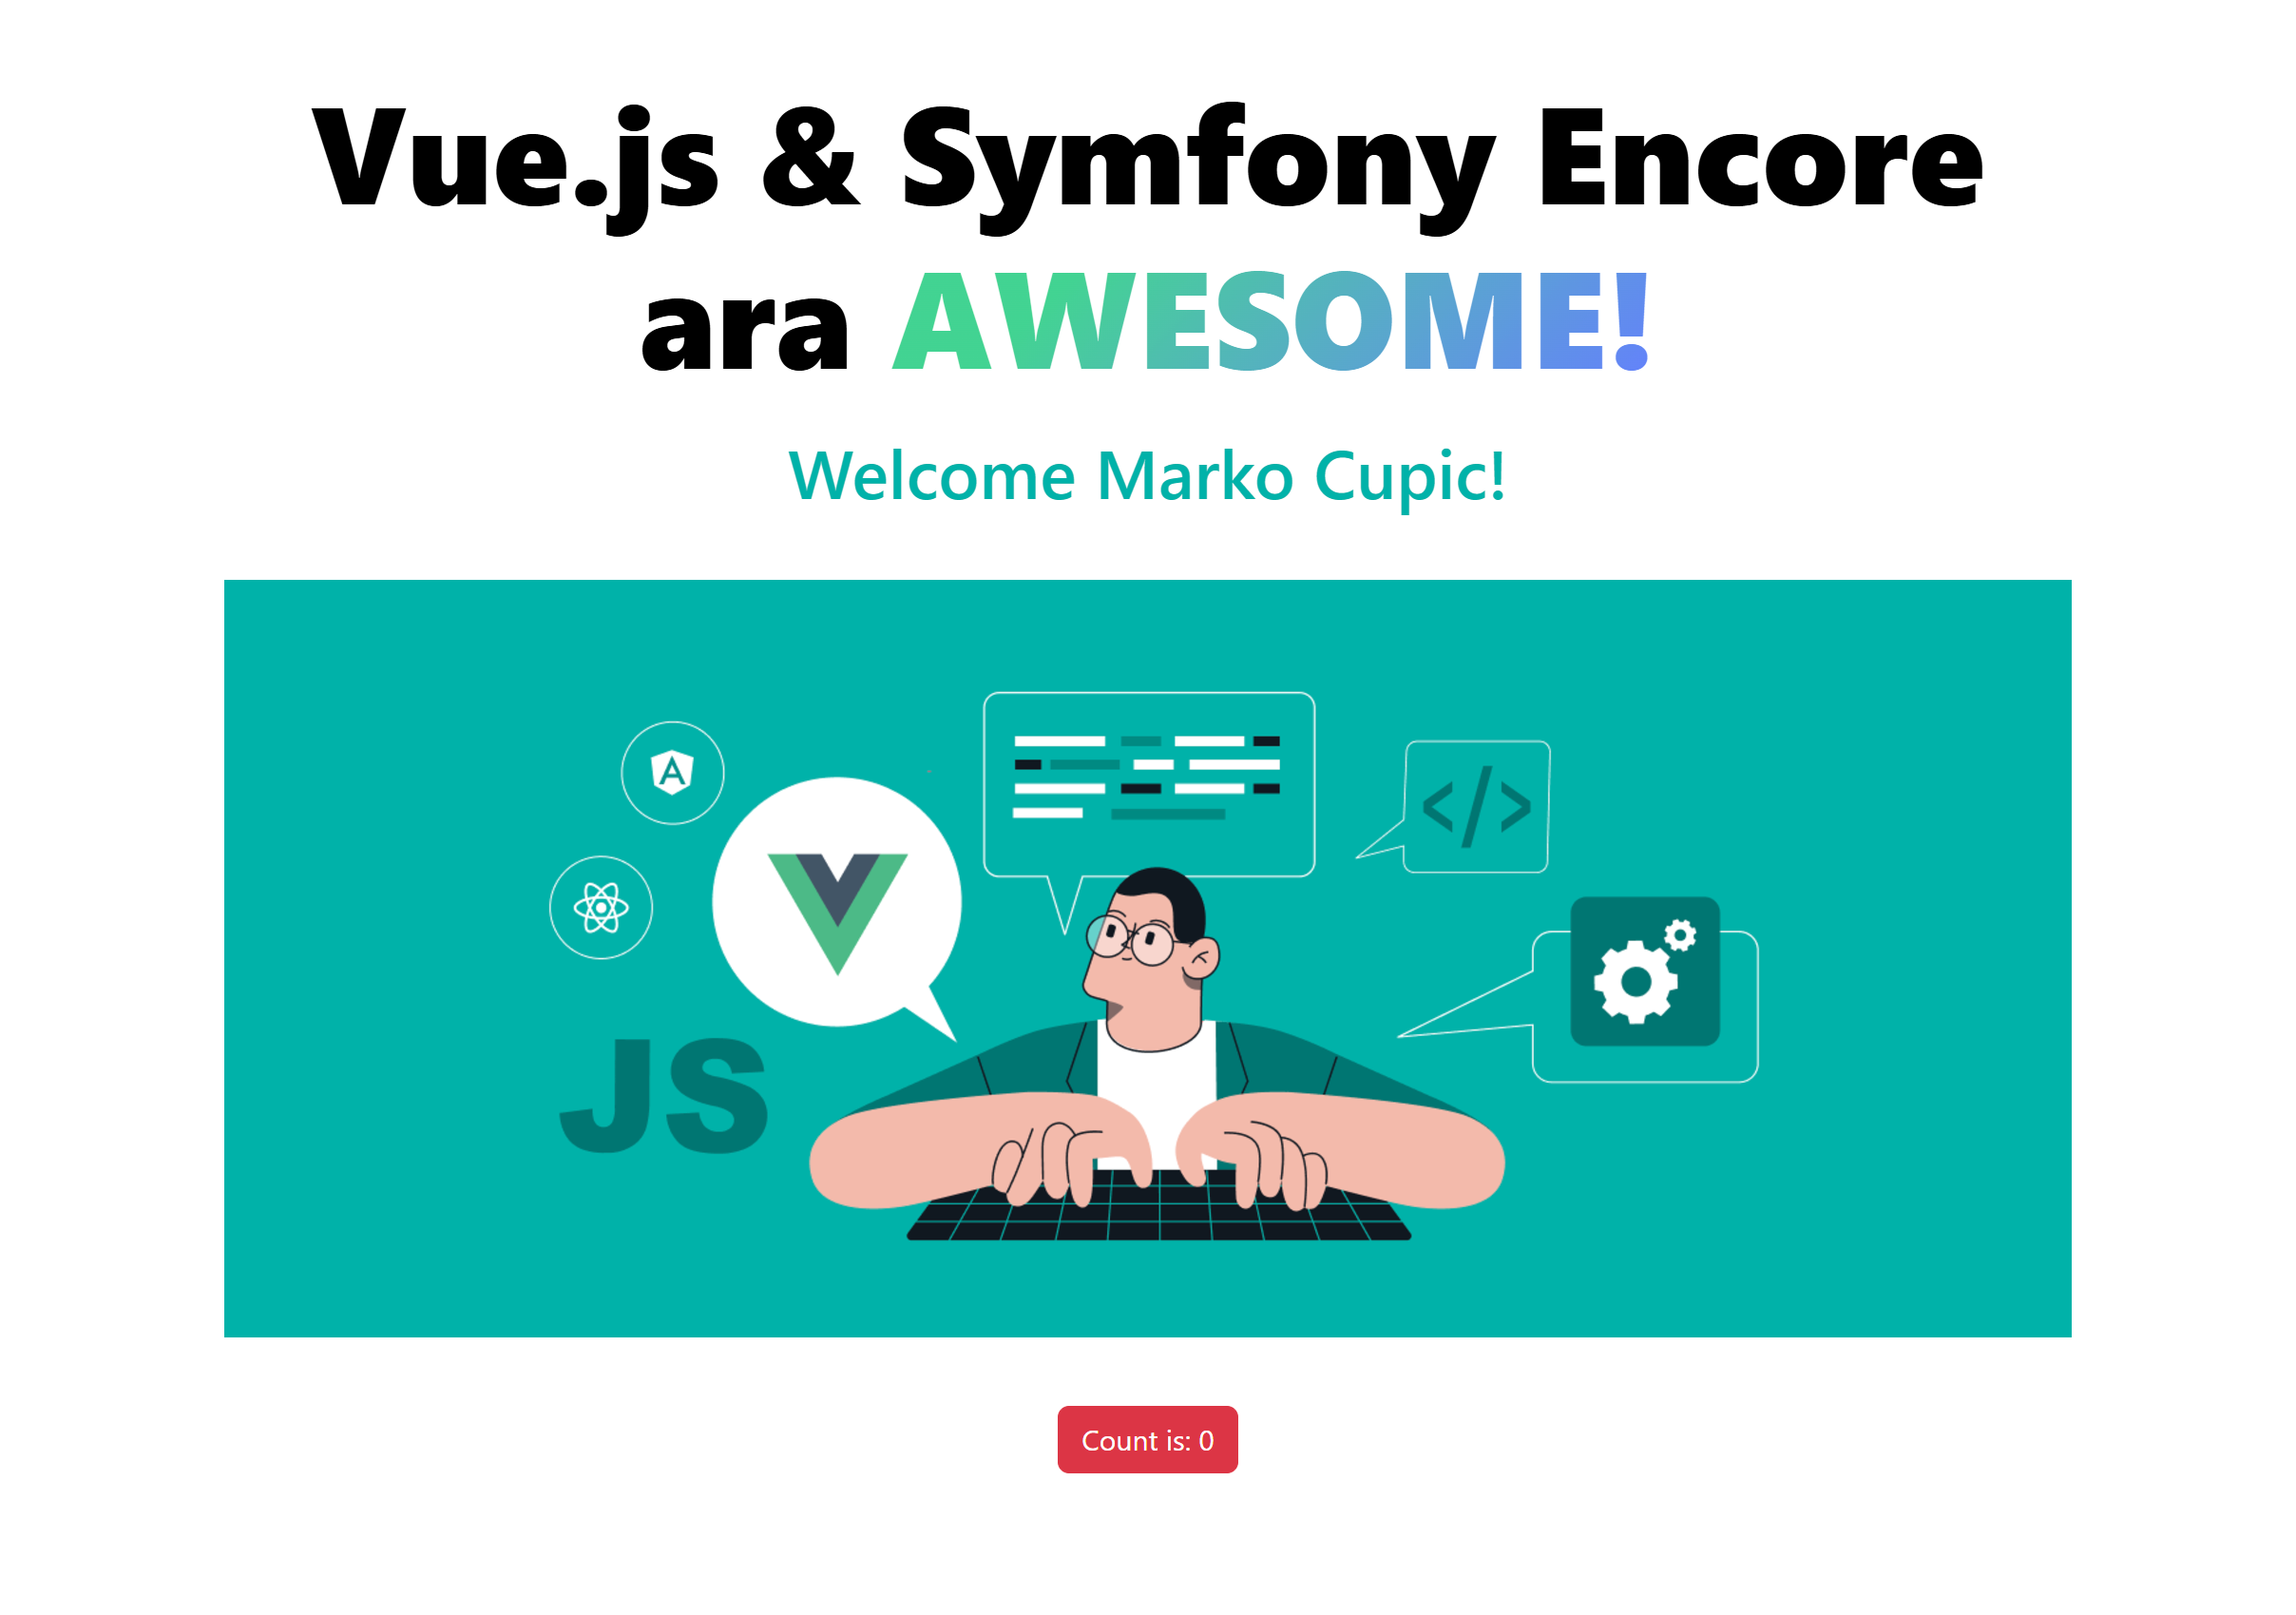 Vue.js & Symfony Encore
ara AWESOME!
Welcome Marko Cupic!
A
</>
JS
Count is: 0